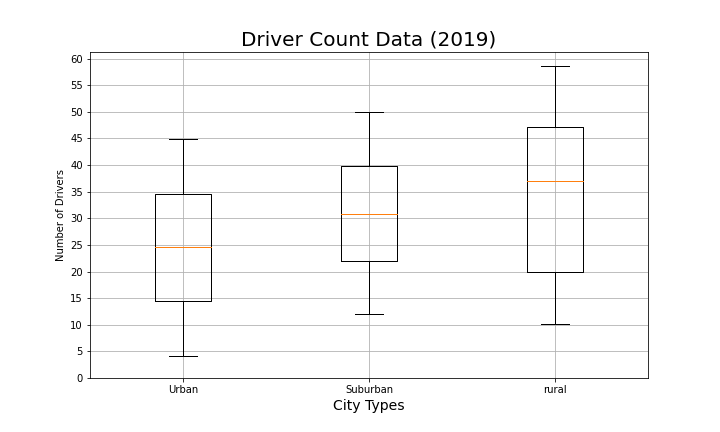 Driver Count Data (2019)
60
55
50
45
40
35
30
25
20
15
10
5
0
Number of Drivers
Urban
Suburban
rural
City Types